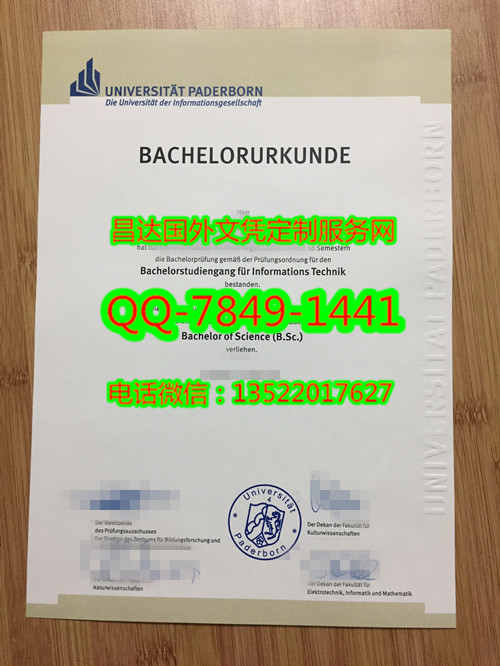 UNIVERSITÄT PADERBORN
Die Universität der Informationsgesellschaft
BACHELORURKUNDE
Herr
昌达国外文凭定制服务网
hat
Semestern
die Bachelorprüfung gemäß der Prüfungsordnung für den
Bachelorstudiengang für Informations Technik
bestanden.
QQ-7849-1441
Bachelor of Science (B.Sc.)
verliehen.
电话微信：13522017627
UNIVERSITÄT PADERBORN
Universität
Paderborn
4
Der Vorsitzende
des Prüfungsausschusses
Der Direktor des Zentrums für Bildungsforschung und
Naturwissenschaften
Der Dekan der Fakultät für
Kulturwissenschaften
Der Dekan der Fakultät für
Elektrotechnik, Informatik und Mathematik